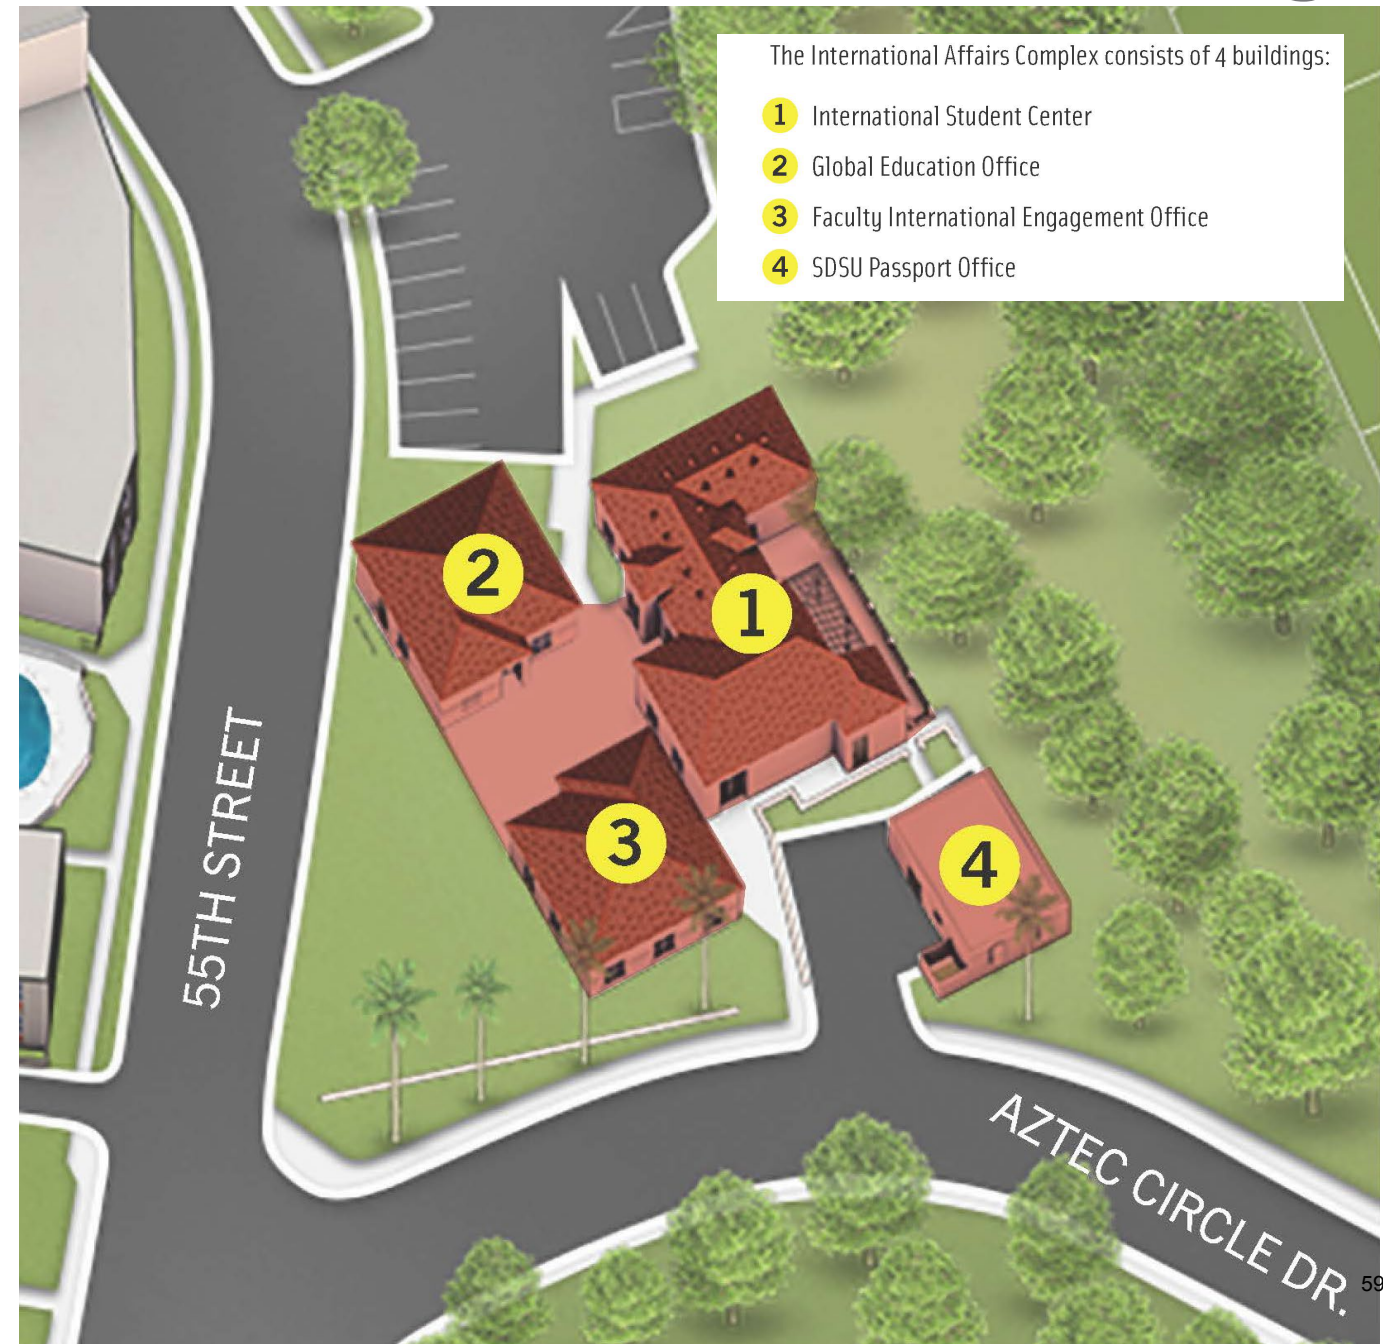 The International Affairs Complex consists of 4 buildings:
1 International Student Center
2 Global Education Office
3 Faculty International Engagement Office
4 SDSU Passport Office
2
1
3
4
55TH STREET
AZTEC CIRCLE DR.
59